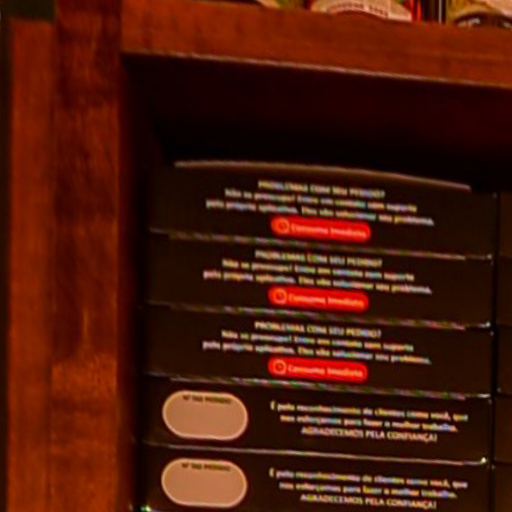 PROBLEMAS COM SEU PEDIDO?
Não se preocupe! Entre em contato com suporte
pelo próprio aplicativo. Eles vão solucionar seu problema.
Consumo Imediato
PROBLEMAS COM SEU PEDIDO?
Não se preocupe! Entre em contato com suporte
pelo próprio aplicativo. Eles vão solucionar seu problema.
Consumo Imediato
PROBLEMAS COM SEU PEDIDO?
Não se preocupe! Entre em contato com suporte
pelo próprio aplicativo. Eles vão solucionar seu problema.
Consumo Imediato
Nº DO PEDIDO
É pelo reconhecimento de clientes como você, que
nos esforçamos para fazer o melhor trabalho.
AGRADECEMOS PELA CONFIANÇA!
Nº DO PEDIDO
É pelo reconhecimento de clientes como você, que
nos esforçamos para fazer o melhor trabalho.
AGRADECEMOS PELA CONFIANÇA!